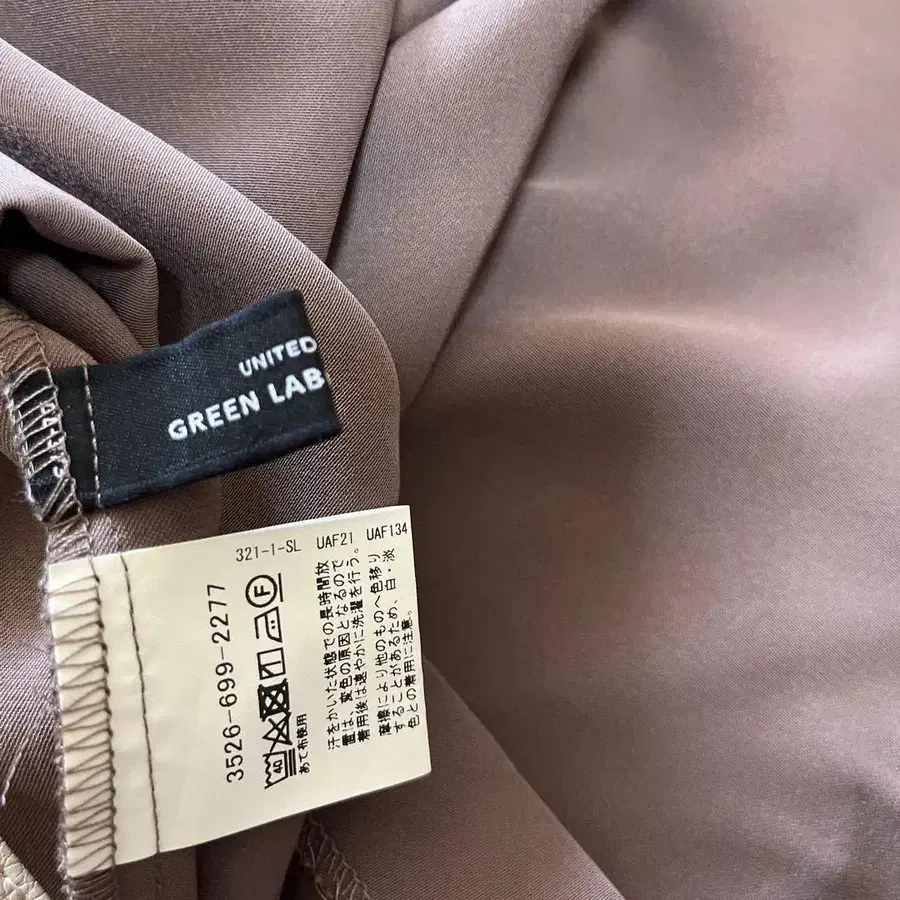 UNITED
GREEN LAB
3526-699-2277
321-1-SL UAF21 UAF134
40
F
あて布使用
汗をかいた状態での長時間放
置は、変色の原因となるので
着用後は速やかに洗濯を行う。
摩擦により他のものへ色移り
することがあるため、白・淡
色との着用に注意。